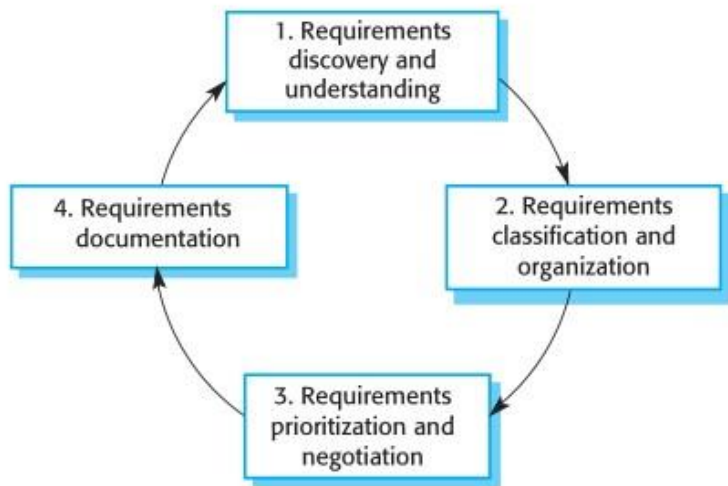 1. Requirements
discovery and
understanding
2. Requirements
classification and
organization
3. Requirements
prioritization and
negotiation
4. Requirements
documentation